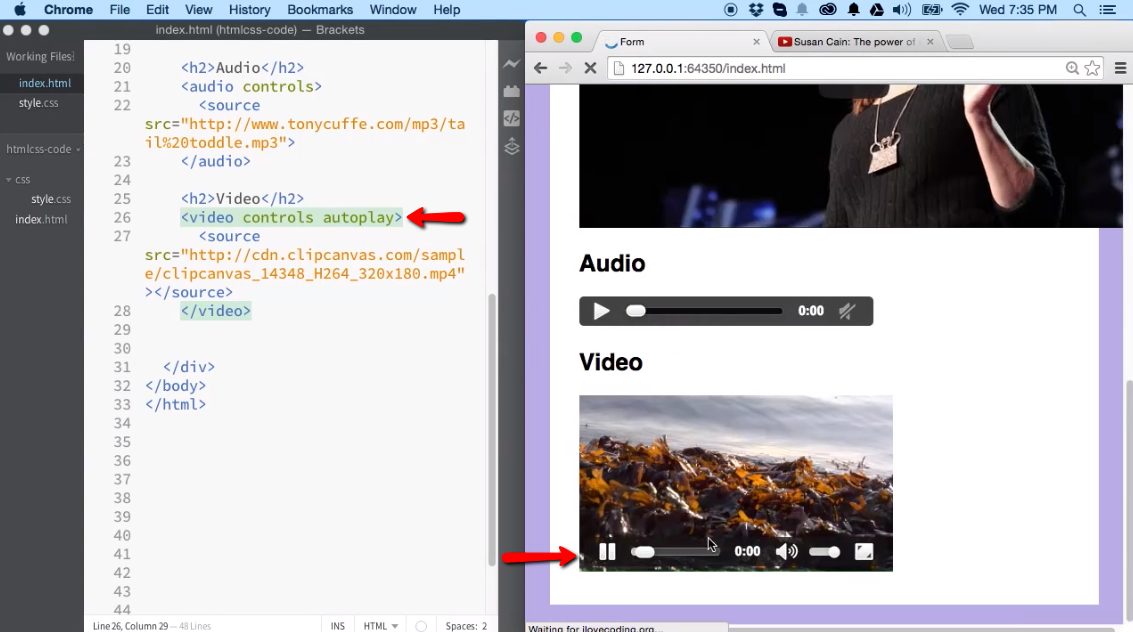 Chrome File Edit View History Bookmarks Window Help Wed 7:35 PM
index.html (htmlcss-code) — Brackets
Working Files:
index.html
style.css
htmlcss-code
css
style.css
index.html
19
20 <h2>Audio</h2>
21 <audio controls>
22 <source
src="http://www.tonycuffe.com/mp3/ta
il%20toddle.mp3">
23 </audio>
24
25 <h2>Video</h2>
26 <video controls autoplay>
27 <source
src="http://cdn.clipcanvas.com/sampl
e/clipcanvas_14348_H264_320x180.mp4"
></source>
28 </video>
29
30
31 </div>
32 </body>
33 </html>
34
35
36
37
38
39
40
41
42
43
44
Line 26, Column 29 — 48 Lines INS HTML Spaces: 2
Form Susan Cain: The power of
127.0.0.1:64350/index.html
Audio
0:00
Video
0:00
Waiting for ilovecoding.org...